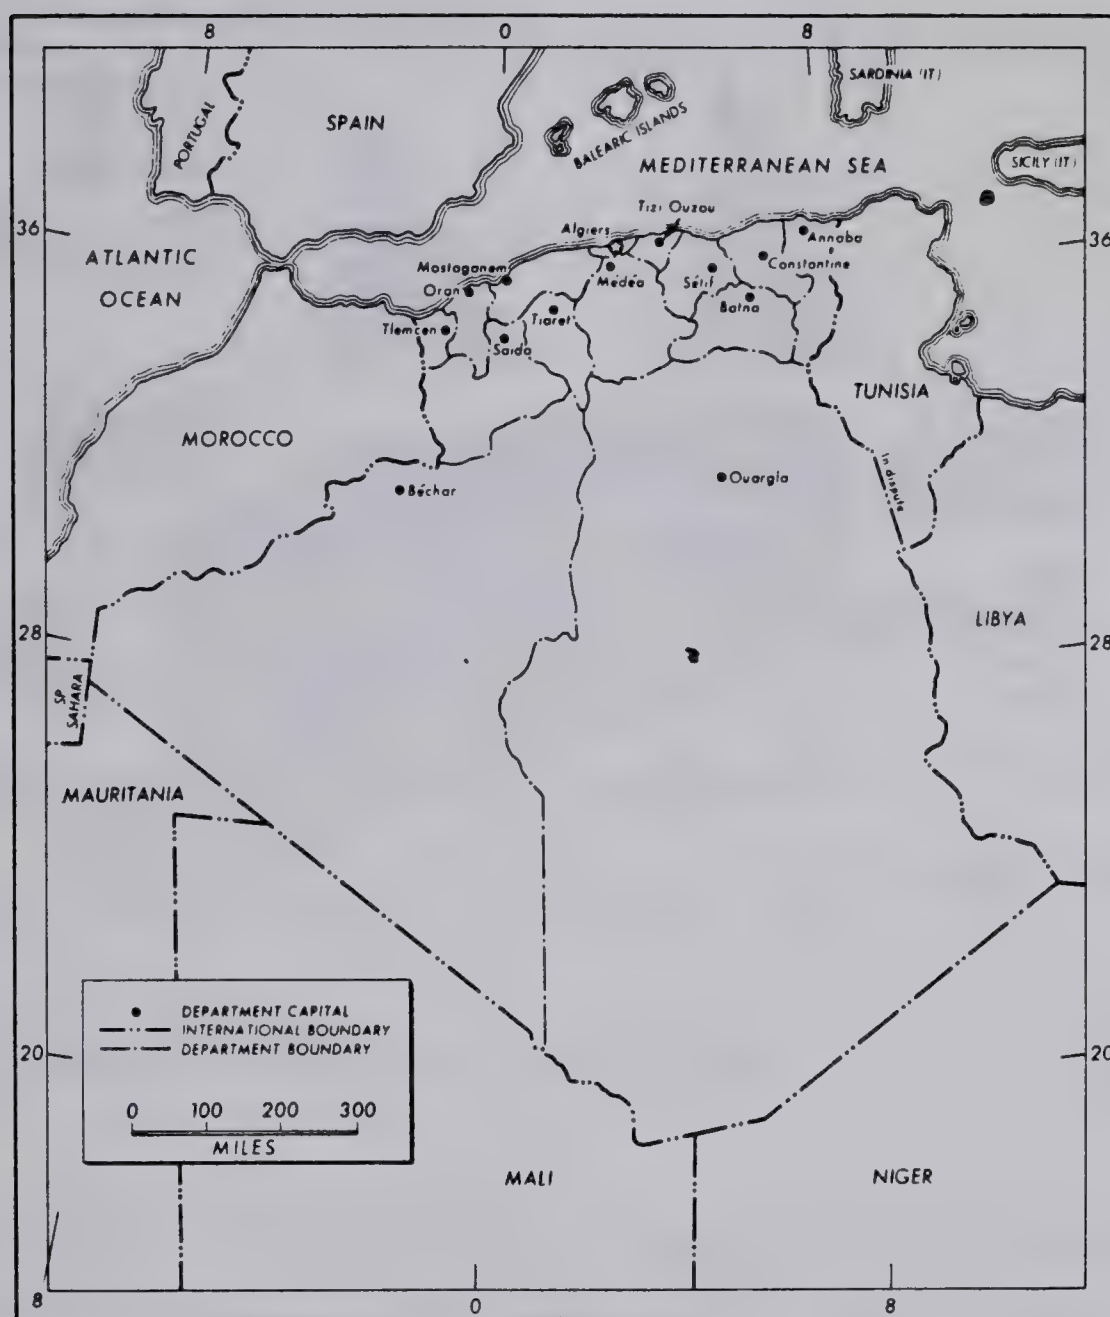 8 0 8
SARDINIA (IT)
PORTUGAL
SPAIN
BALEARIC ISLANDS
MEDITERRANEAN SEA
SICILY (IT)
36
ATLANTIC
OCEAN
Tizi Ouzou
Algiers
Annaba
36
Constantine
Mostaganem
Oran
Médéa
Sétif
Batna
Tlemcen
Tiaret
Saida
TUNISIA
MOROCCO
Béchar
Ouargla
In dispute
LIBYA
28
28
SP
SAHARA
MAURITANIA
20
20
DEPARTMENT CAPITAL
INTERNATIONAL BOUNDARY
DEPARTMENT BOUNDARY
0 100 200 300
MILES
MALI
NIGER
8 0 8